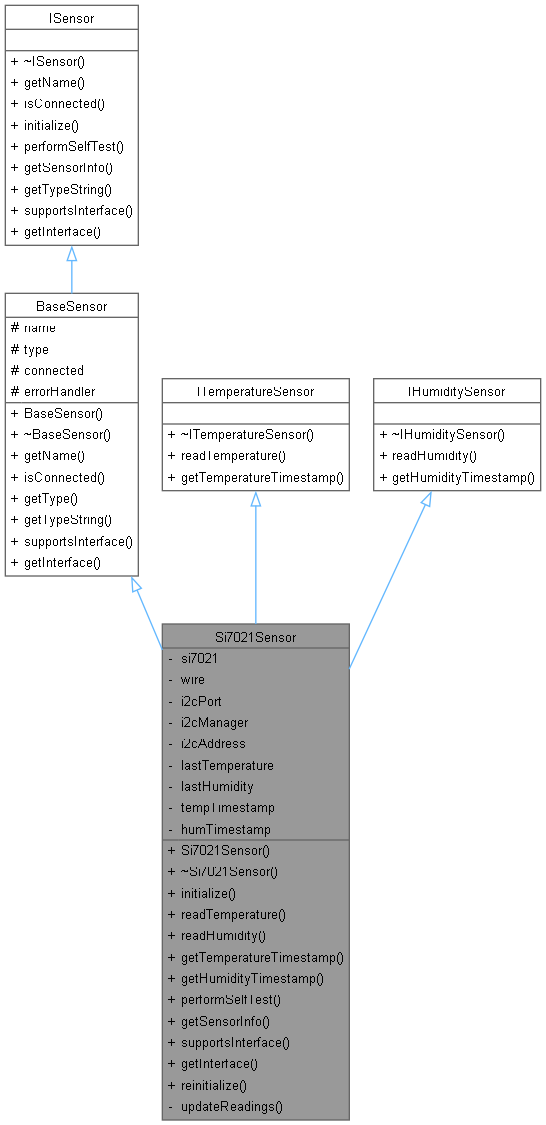 ISensor
+ ~ISensor()
+ getName()
+ isConnected()
+ initialize()
+ performSelfTest()
+ getSensorInfo()
+ getTypeString()
+ supportsInterface()
+ getInterface()
BaseSensor
# name
# type
# connected
# errorHandler
+ BaseSensor()
+ ~BaseSensor()
+ getName()
+ isConnected()
+ getType()
+ getTypeString()
+ supportsInterface()
+ getInterface()
ITemperatureSensor
+ ~ITemperatureSensor()
+ readTemperature()
+ getTemperatureTimestamp()
IHumiditySensor
+ ~IHumiditySensor()
+ readHumidity()
+ getHumidityTimestamp()
Si7021Sensor
- si7021
- wire
- i2cPort
- i2cManager
- i2cAddress
- lastTemperature
- lastHumidity
- tempTimestamp
- humTimestamp
+ Si7021Sensor()
+ ~Si7021Sensor()
+ initialize()
+ readTemperature()
+ readHumidity()
+ getTemperatureTimestamp()
+ getHumidityTimestamp()
+ performSelfTest()
+ getSensorInfo()
+ supportsInterface()
+ getInterface()
+ reinitialize()
- updateReadings()